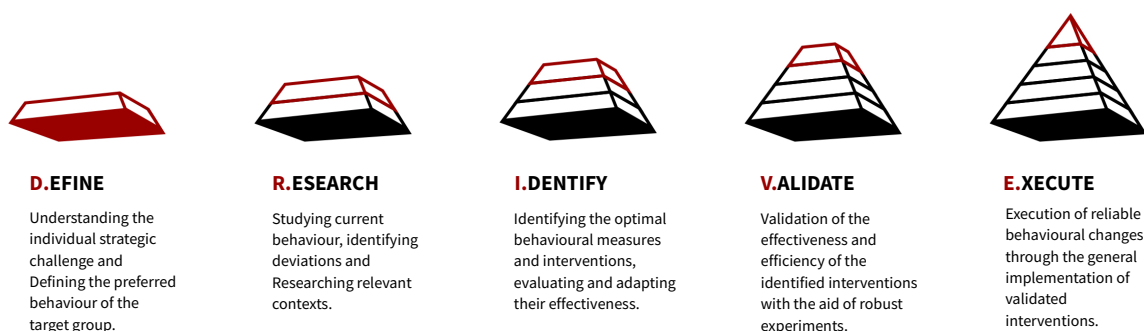 D.EFINE
Understanding the
individual strategic
challenge and
Defining the preferred
behaviour of the
target group.
R.ESEARCH
Studying current
behaviour, identifying
deviations and
Researching relevant
contexts.
I.DENTIFY
Identifying the optimal
behavioural measures
and interventions,
evaluating and adapting
their effectiveness.
V.ALIDATE
Validation of the
effectiveness and
efficiency of the
identified interventions
with the aid of robust
experiments.
E.XECUTE
Execution of reliable
behavioural changes
through the general
implementation of
validated
interventions.